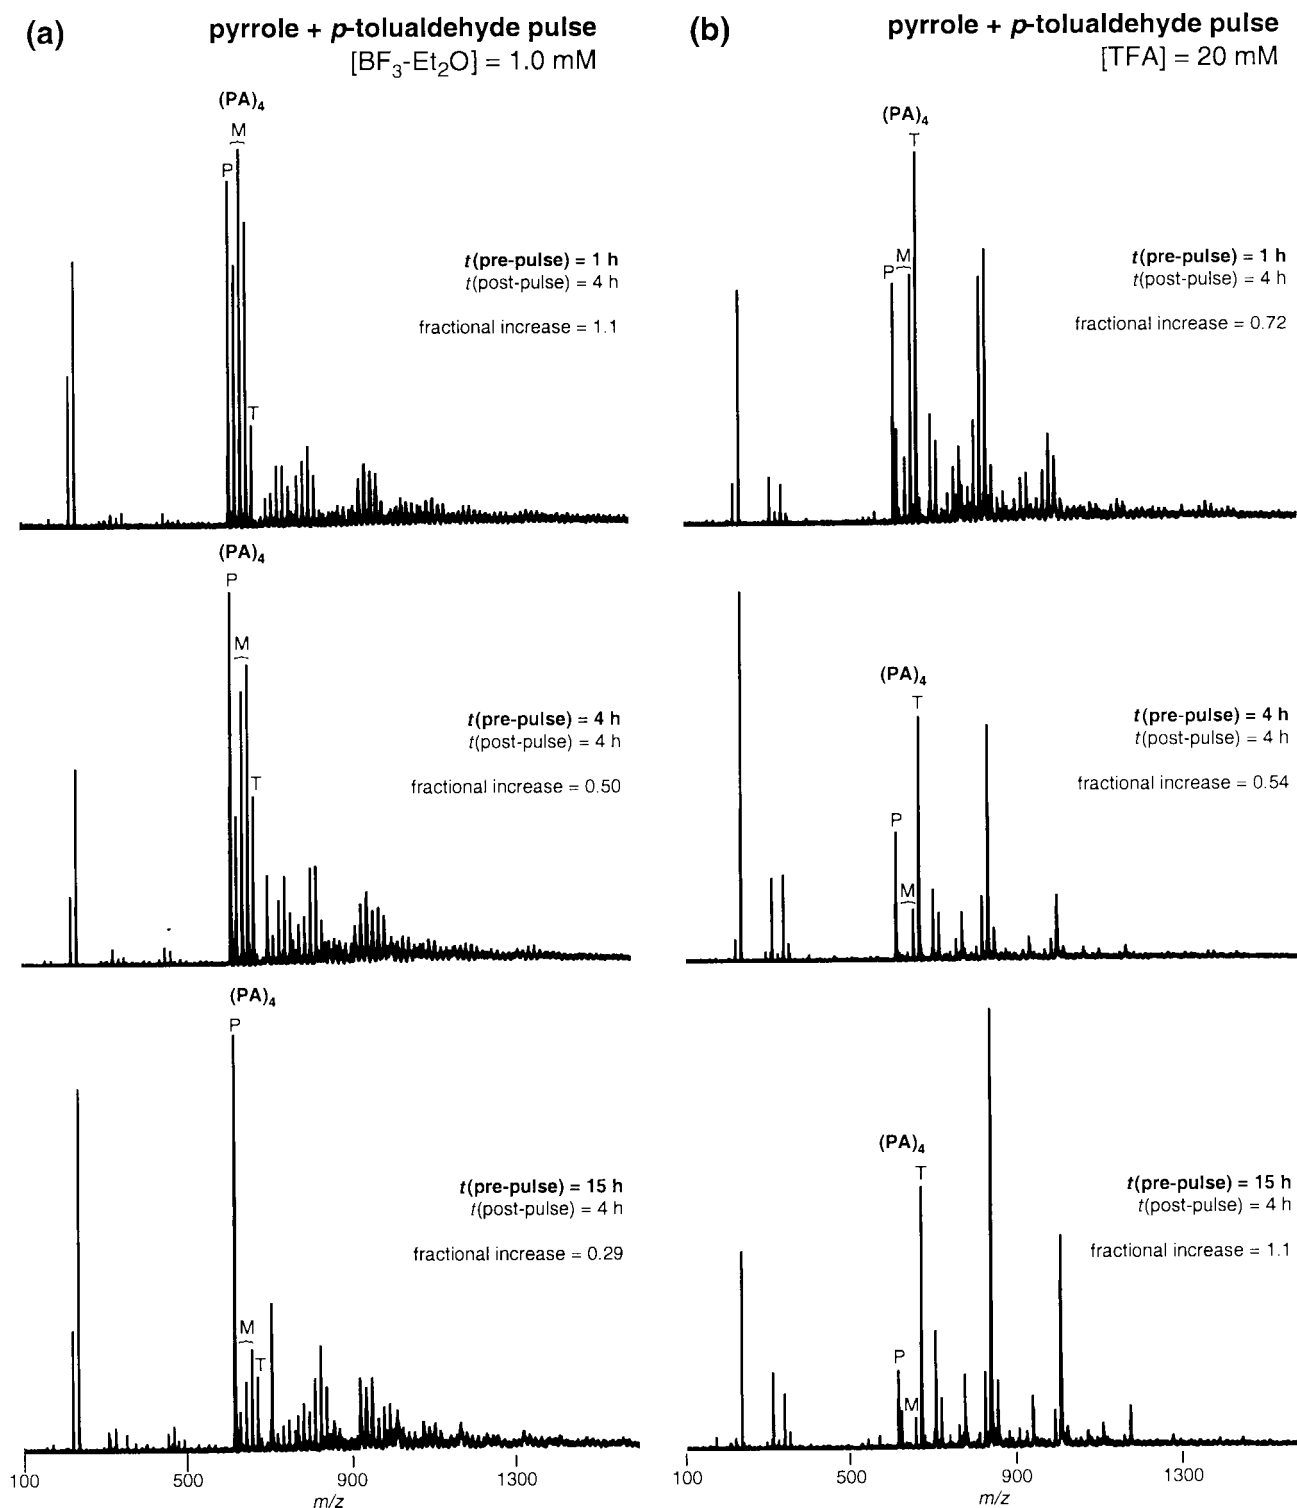 (a)
pyrrole + p-tolualdehyde pulse
[BF₃-Et₂O] = 1.0 mM
(PA)₄
M
P
T
t(pre-pulse) = 1 h
t(post-pulse) = 4 h
fractional increase = 1.1
(PA)₄
P
M
T
t(pre-pulse) = 4 h
t(post-pulse) = 4 h
fractional increase = 0.50
(PA)₄
P
M
T
t(pre-pulse) = 15 h
t(post-pulse) = 4 h
fractional increase = 0.29
100 500 900 1300
m/z
(b)
pyrrole + p-tolualdehyde pulse
[TFA] = 20 mM
(PA)₄
T
M
P
t(pre-pulse) = 1 h
t(post-pulse) = 4 h
fractional increase = 0.72
(PA)₄
T
P
M
t(pre-pulse) = 4 h
t(post-pulse) = 4 h
fractional increase = 0.54
(PA)₄
T
P
M
t(pre-pulse) = 15 h
t(post-pulse) = 4 h
fractional increase = 1.1
100 500 900 1300
m/z